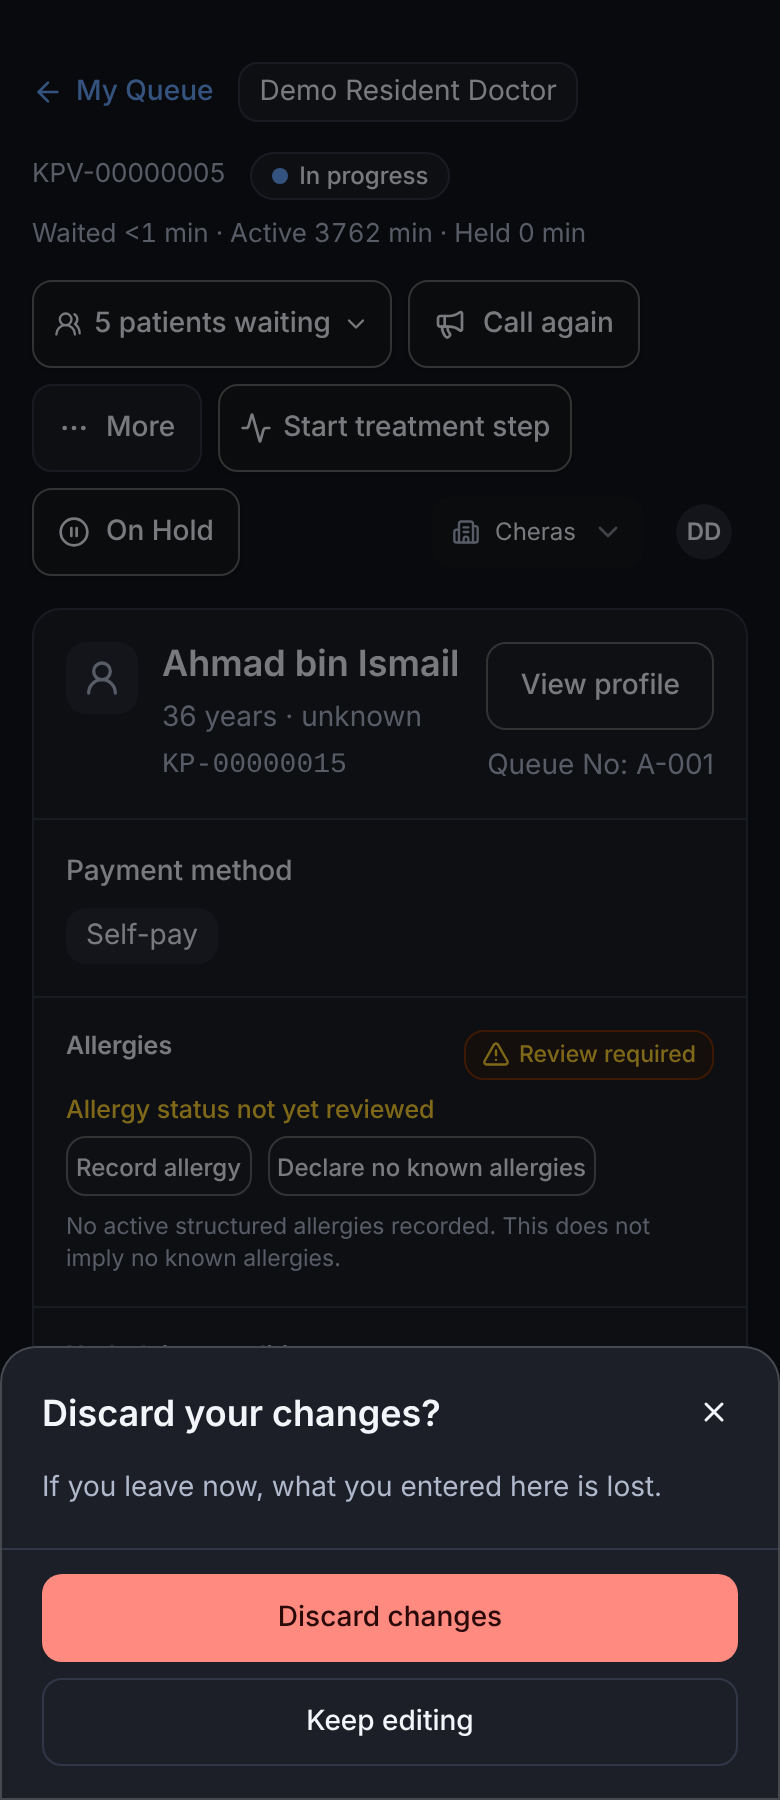 My Queue
Demo Resident Doctor
KPV-00000005
In progress
Waited <1 min · Active 3762 min · Held 0 min
5 patients waiting
Call again
More
Start treatment step
On Hold
Cheras
DD
Ahmad bin Ismail
View profile
36 years · unknown
KP-00000015
Queue No: A-001
Payment method
Self-pay
Allergies
Review required
Allergy status not yet reviewed
Record allergy
Declare no known allergies
No active structured allergies recorded. This does not
imply no known allergies.
Discard your changes?
If you leave now, what you entered here is lost.
Discard changes
Keep editing